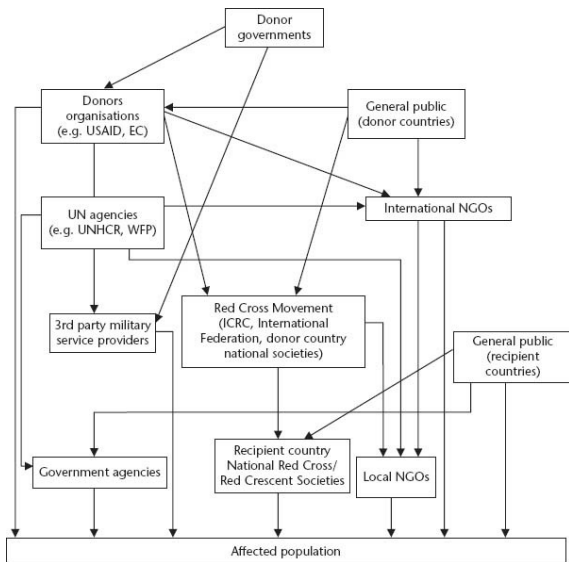 Donor
governments
Donors
organisations
(e.g. USAID, EC)
General public
(donor countries)
UN agencies
(e.g. UNHCR, WFP)
International NGOs
3rd party military
service providers
Red Cross Movement
(ICRC, International
Federation, donor country
national societies)
General public
(recipient
countries)
Government agencies
Recipient country
National Red Cross/
Red Crescent Societies
Local NGOs
Affected population